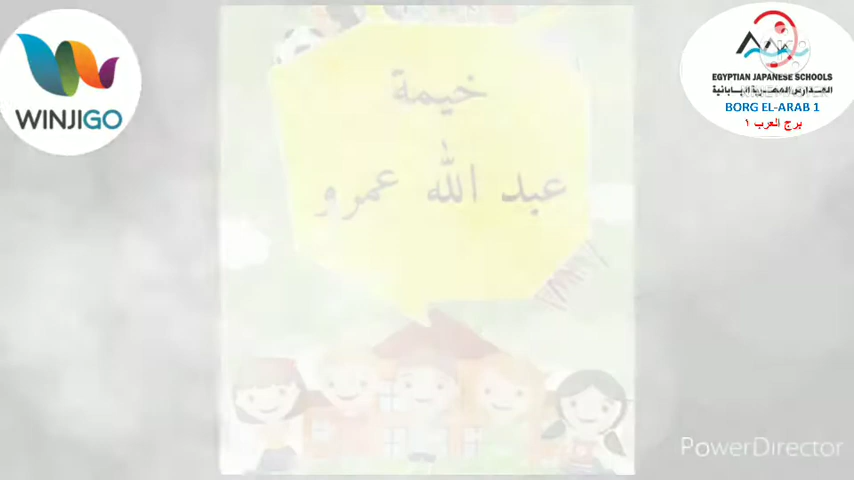 WINJIGO
خيمة
عبد الله عمرو
EGYPTIAN JAPANESE SCHOOLS
المدارس المصرية اليابانية
BORG EL-ARAB 1
برج العرب ١
PowerDirector